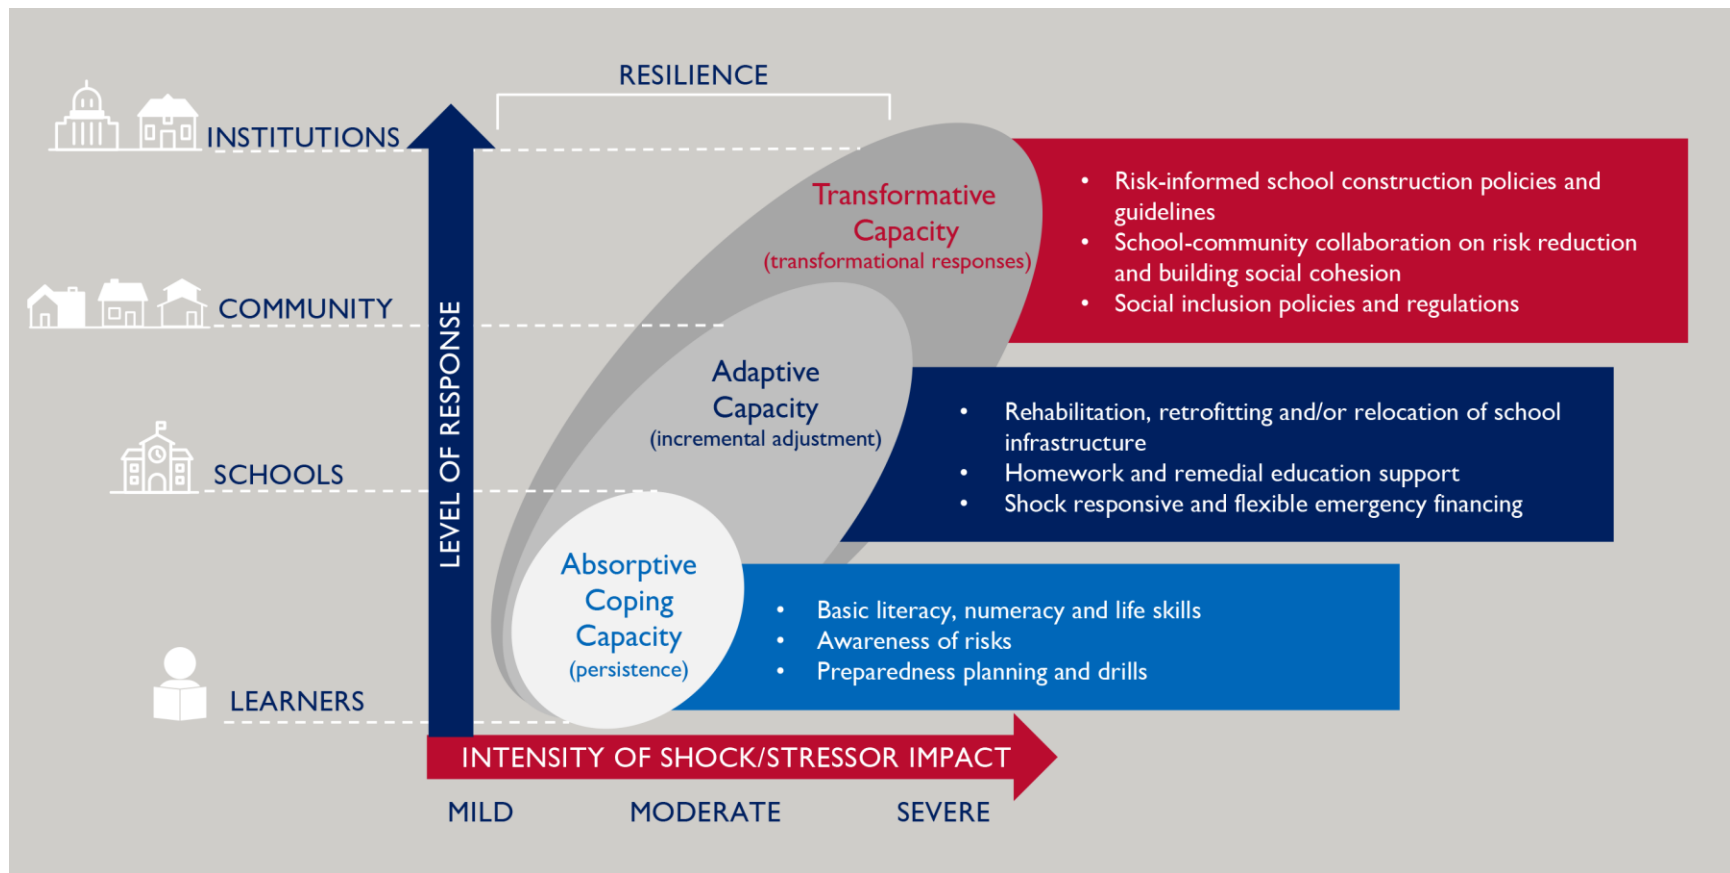 RESILIENCE
INSTITUTIONS
COMMUNITY
SCHOOLS
LEARNERS
LEVEL OF RESPONSE
Transformative
Capacity
(transformational responses)
• Risk-informed school construction policies and
guidelines
• School-community collaboration on risk reduction
and building social cohesion
• Social inclusion policies and regulations
Adaptive
Capacity
(incremental adjustment)
• Rehabilitation, retrofitting and/or relocation of school
infrastructure
• Homework and remedial education support
• Shock responsive and flexible emergency financing
Absorptive
Coping
Capacity
(persistence)
• Basic literacy, numeracy and life skills
• Awareness of risks
• Preparedness planning and drills
INTENSITY OF SHOCK/STRESSOR IMPACT
MILD
MODERATE
SEVERE